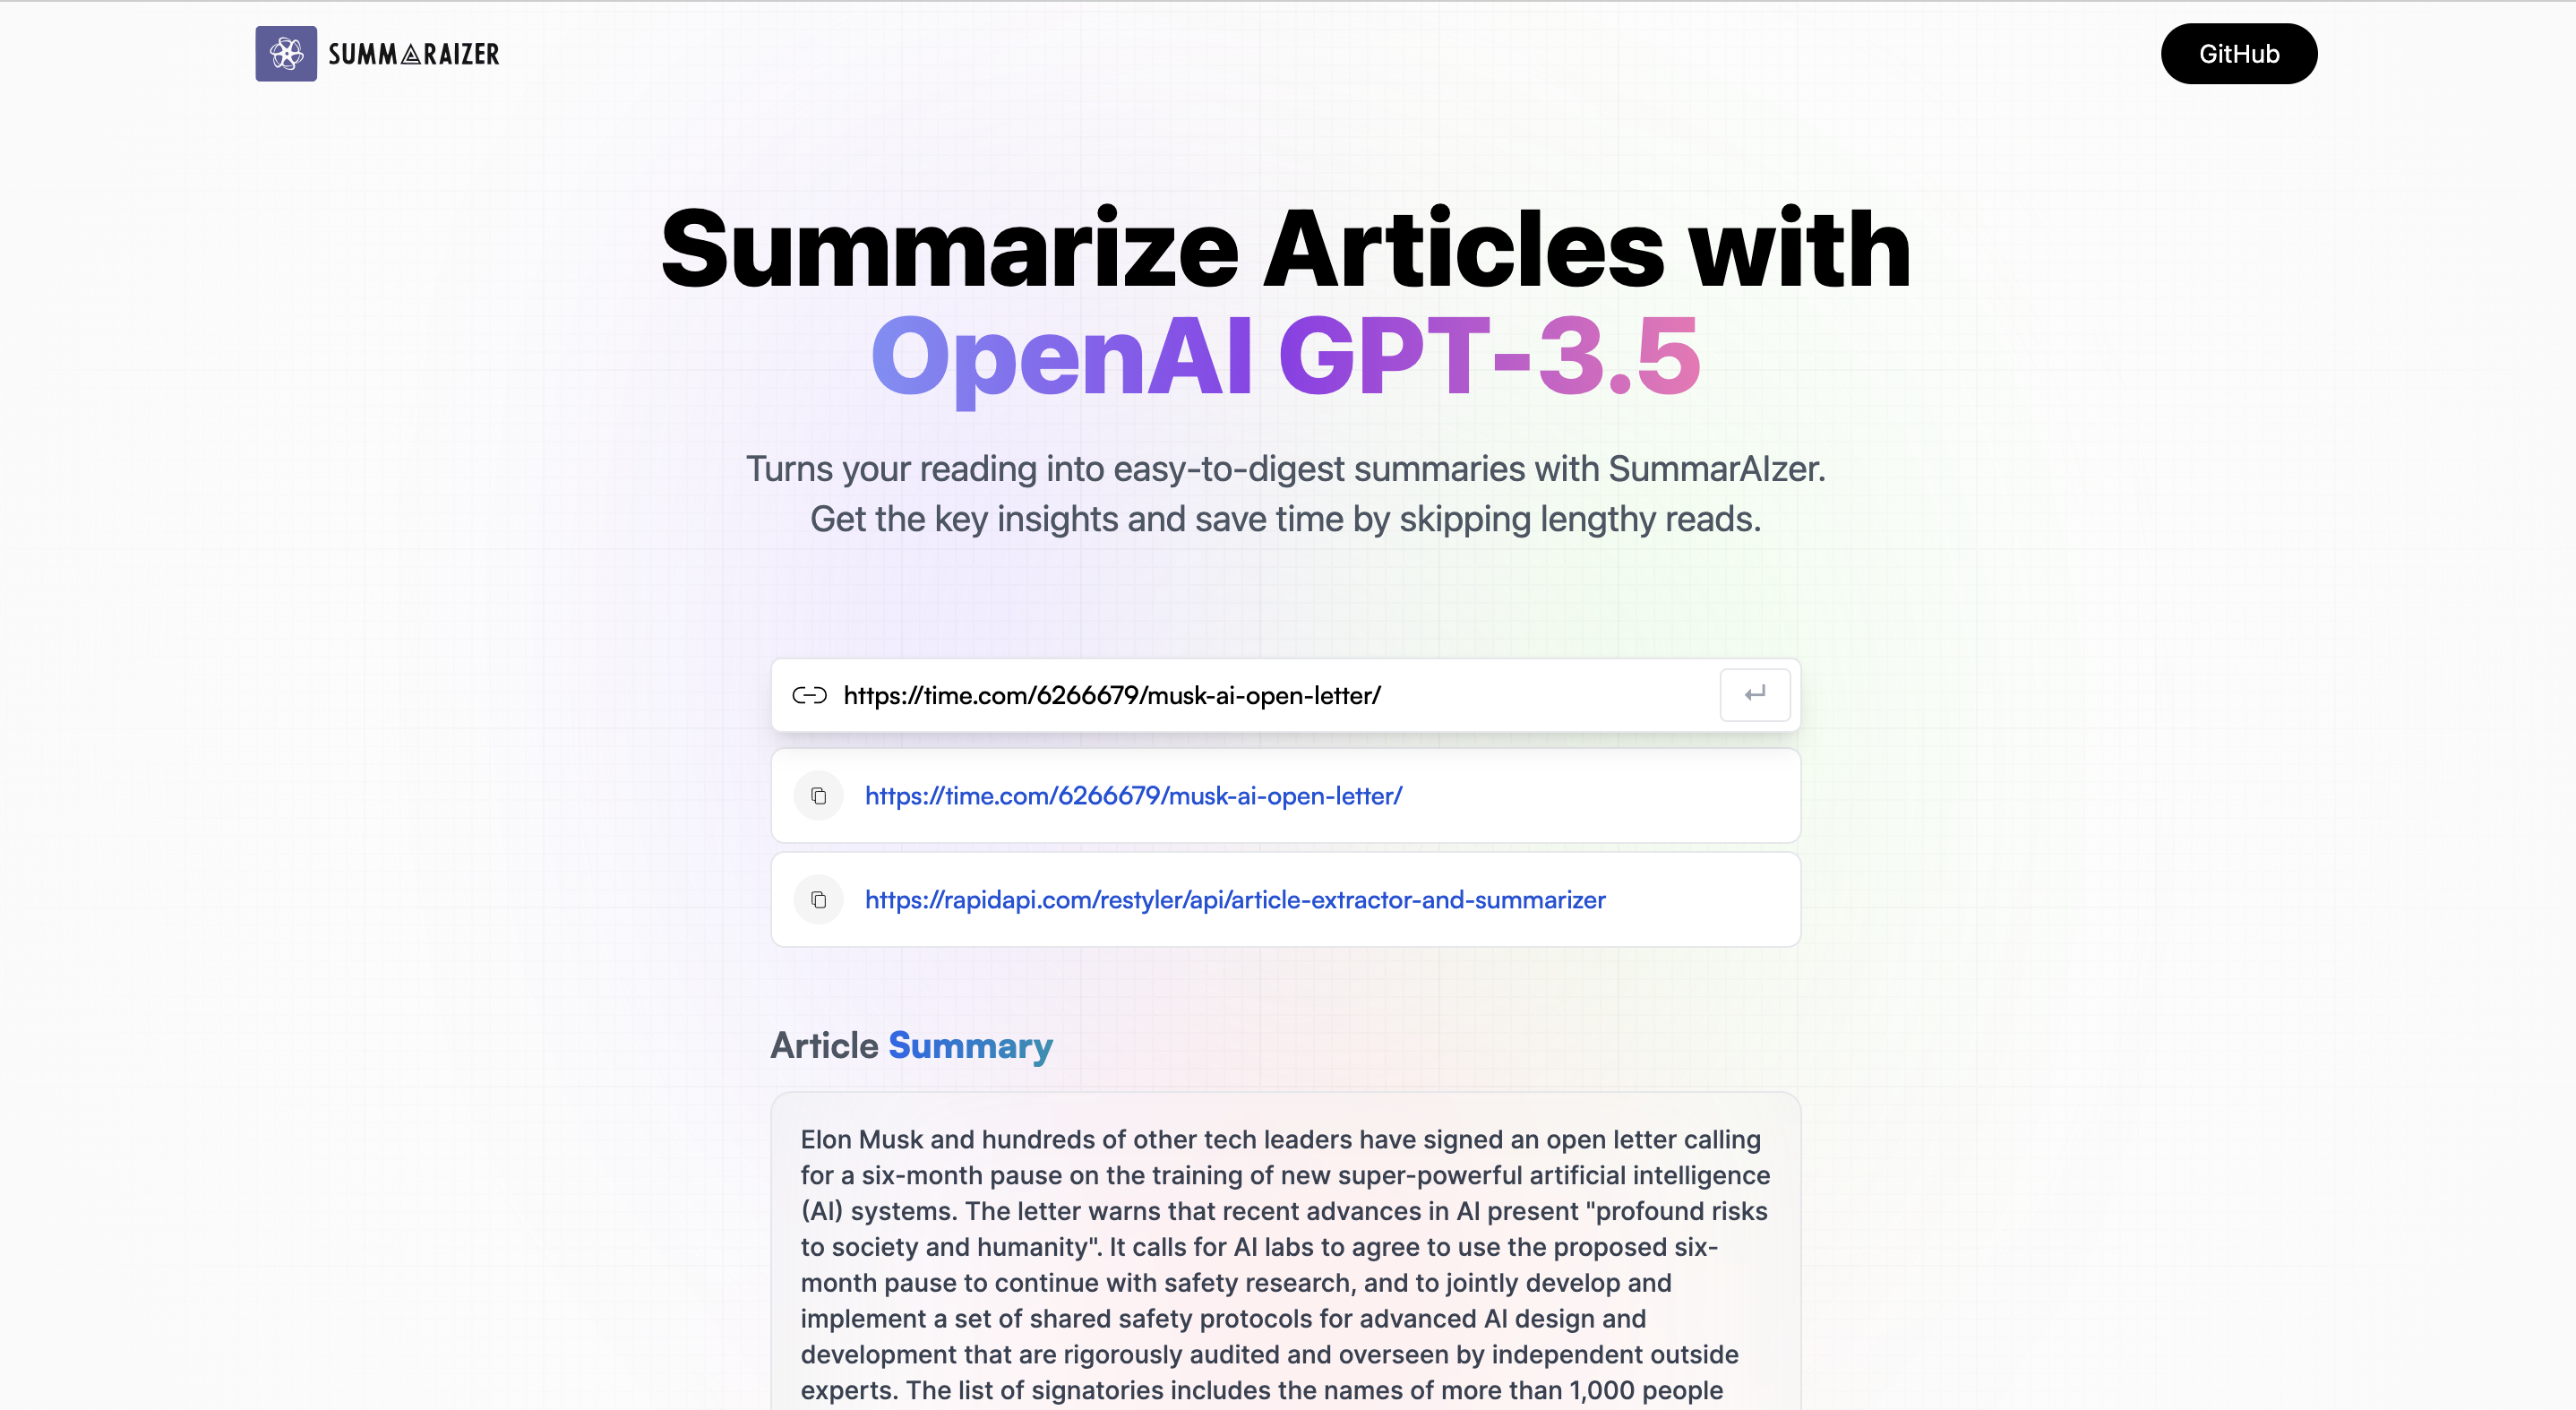 SUMMARAIZER
GitHub
Summarize Articles with
OpenAI GPT-3.5
Turns your reading into easy-to-digest summaries with SummarAIzer.
Get the key insights and save time by skipping lengthy reads.
https://time.com/6266679/musk-ai-open-letter/
https://time.com/6266679/musk-ai-open-letter/
https://rapidapi.com/restyler/api/article-extractor-and-summarizer
Article Summary
Elon Musk and hundreds of other tech leaders have signed an open letter calling
for a six-month pause on the training of new super-powerful artificial intelligence
(AI) systems. The letter warns that recent advances in AI present "profound risks
to society and humanity". It calls for AI labs to agree to use the proposed six-
month pause to continue with safety research, and to jointly develop and
implement a set of shared safety protocols for advanced AI design and
development that are rigorously audited and overseen by independent outside
experts. The list of signatories includes the names of more than 1,000 people